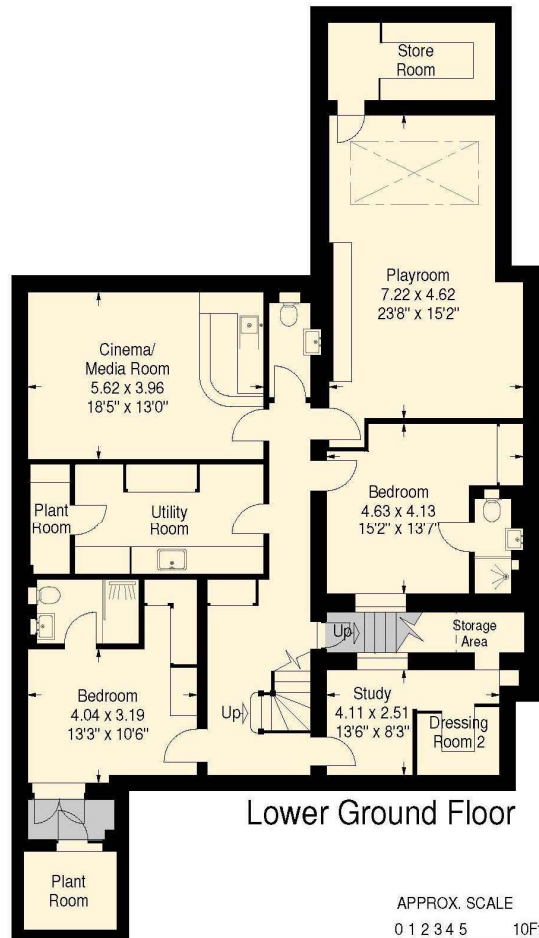 Store
Room
Playroom
7.22 x 4.62
23'8" x 15'2"
Cinema/
Media Room
5.62 x 3.96
18'5" x 13'0"
Plant
Room
Utility
Room
Bedroom
4.63 x 4.13
15'2" x 13'7"
Up
Storage
Area
Bedroom
4.04 x 3.19
13'3" x 10'6"
Up
Study
4.11 x 2.51
13'6" x 8'3"
Dressing
Room 2
Lower Ground Floor
Plant
Room
APPROX. SCALE
0 1 2 3 4 5 10Ft